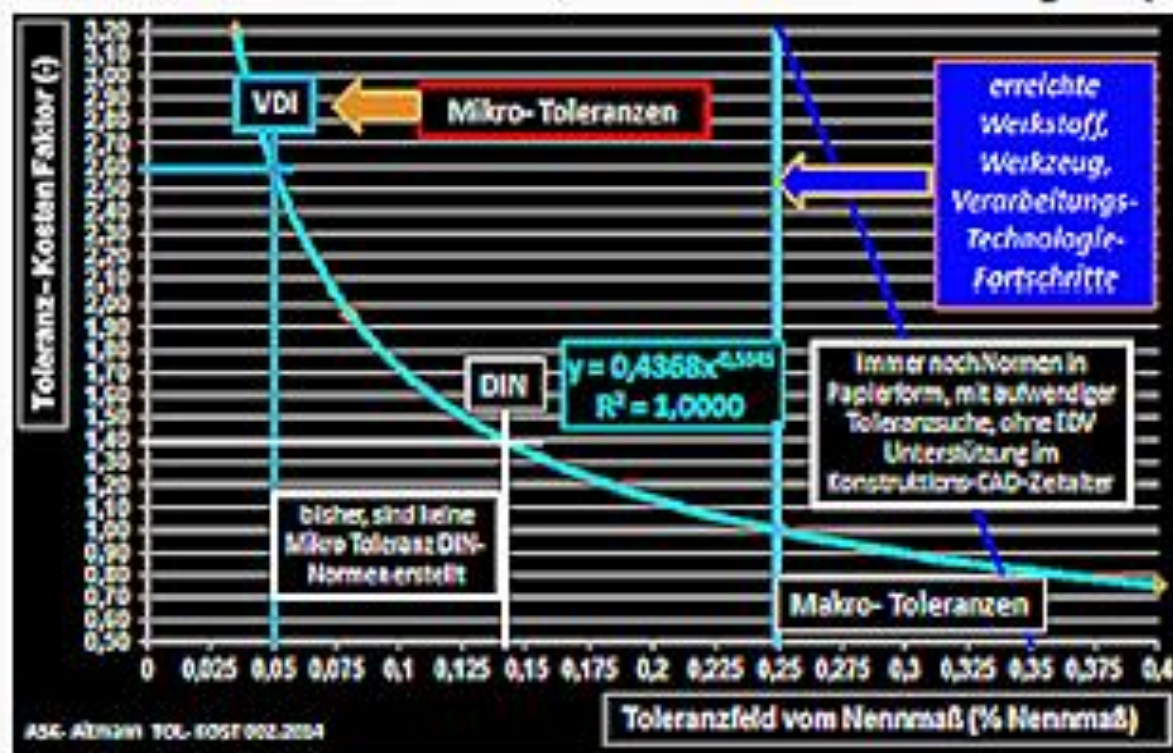 Toleranz-Kosten Faktor (-)
3,20
3,10
3,00
2,90
2,70
2,50
2,40
2,30
2,20
2,10
2,00
1,90
1,80
1,70
1,60
1,50
1,40
1,30
1,20
1,10
1,00
0,90
0,80
0,70
0,60
0,50
VDI
Mikro- Toleranzen
erreichte
Werkstoff,
Werkzeug,
Verarbeitungs-
Technologie-
Fortschritte
DIN
y = 0,4368x
R² = 1,0000
Immer noch Normen in
Papierform, mit aufwendiger
Toleranzsuche, ohne EDV
Unterstützung im
Konstruktions-CAD-Zeitalter
bisher, sind keine
Mikro Toleranz DIN-
Normen erstellt
Makro- Toleranzen
0 0,025 0,05 0,075 0,1 0,125 0,15 0,175 0,2 0,225 0,25 0,275 0,3 0,325 0,35 0,375 0,4
Toleranzfeld vom Nennmaß (% Nennmaß)
ASK- Altmann TOL- KOST 002.2014